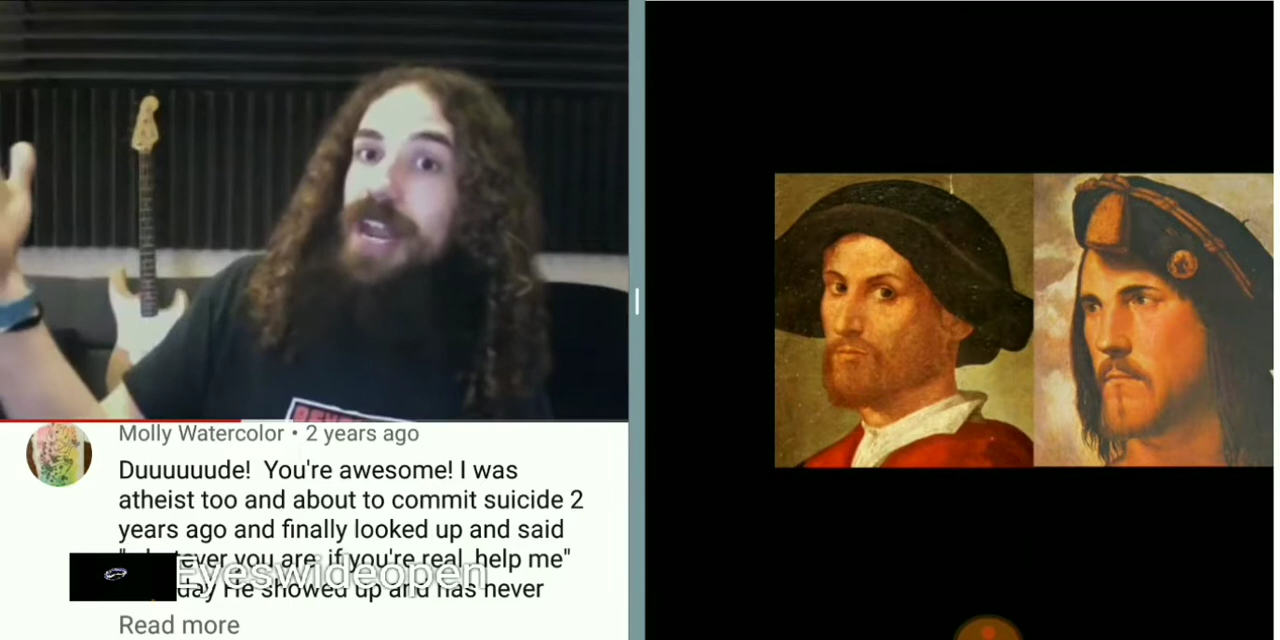 Molly Watercolor • 2 years ago
Duuuuuude! You're awesome! I was
atheist too and about to commit suicide 2
years ago and finally looked up and said
you are, if you're real, help me"
He showed up and has never
Eyeswideopen
Read more